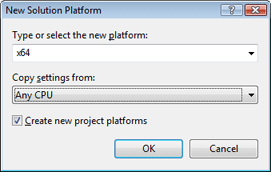 New Solution Platform
Type or select the new platform:
x64
Copy settings from:
Any CPU
Create new project platforms
OK
Cancel